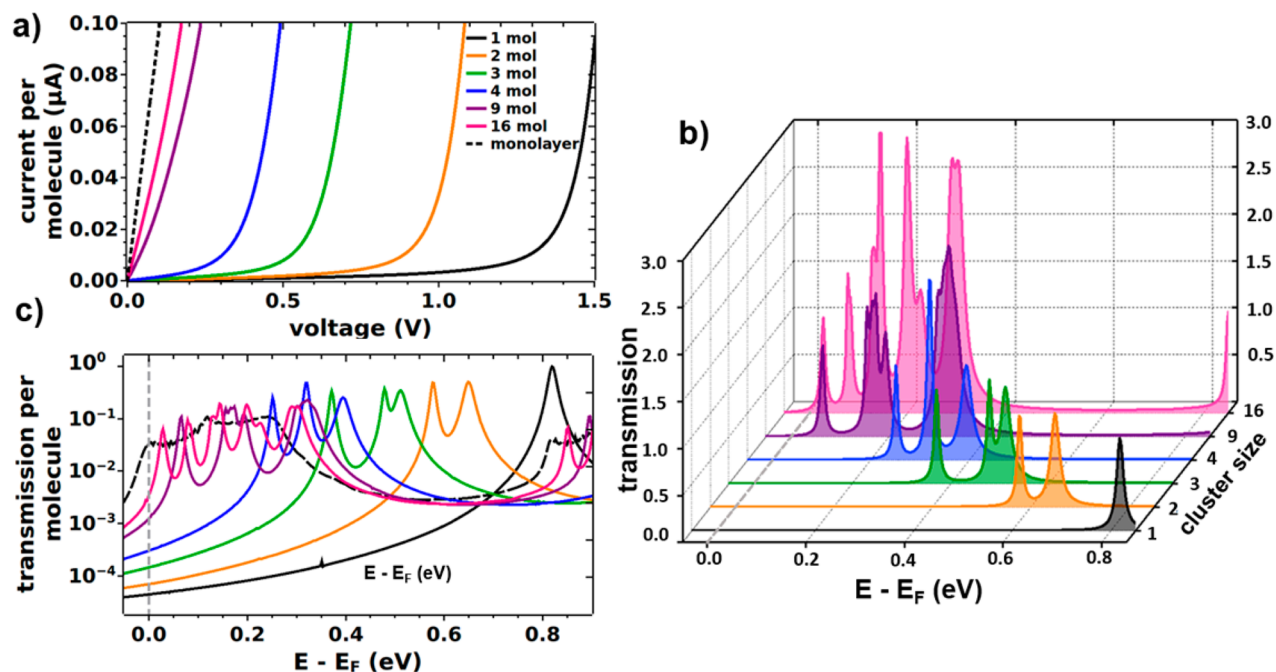 a)
current per
molecule (µA)
0.10
0.08
0.06
0.04
0.02
0.00
0.0 0.5 1.0 1.5
voltage (V)
1 mol
2 mol
3 mol
4 mol
9 mol
16 mol
monolayer
b)
transmission
3.0
2.5
2.0
1.5
1.0
0.5
0.0
3.0
2.5
2.0
1.5
1.0
0.5
16
9
4
3
2
1
cluster size
0.0 0.2 0.4 0.6 0.8
E - E_F (eV)
c)
transmission per
molecule
10⁰
10⁻¹
10⁻²
10⁻³
10⁻⁴
E - E_F (eV)
0.0 0.2 0.4 0.6 0.8
E - E_F (eV)